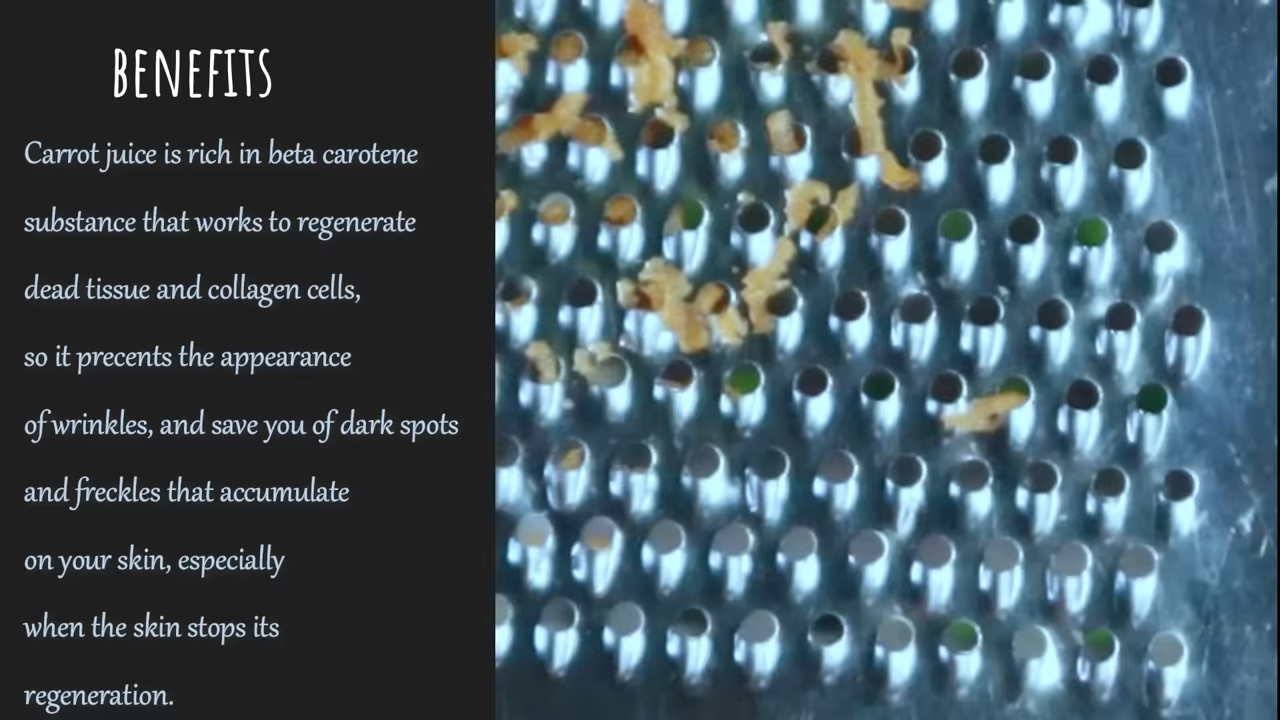 BENEFITS
Carrot juice is rich in beta carotene
substance that works to regenerate
dead tissue and collagen cells,
so it precents the appearance
of wrinkles, and save you of dark spots
and freckles that accumulate
on your skin, especially
when the skin stops its
regeneration.